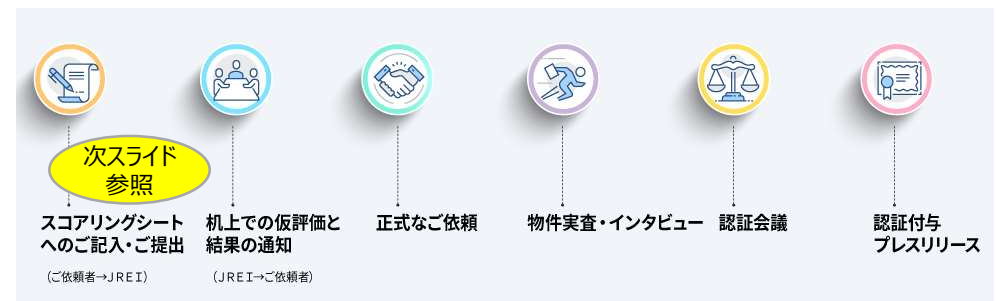 次スライド
参照
スコアリングシート
へのご記入・ご提出
（ご依頼者→ＪＲＥＩ）
机上での仮評価と
結果の通知
（ＪＲＥＩ→ご依頼者）
正式なご依頼
物件実査・インタビュー
認証会議
認証付与
プレスリリース